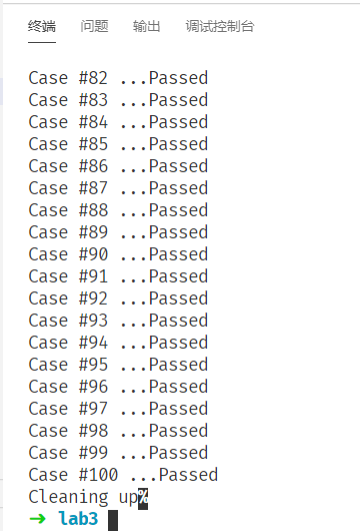 终端 问题 输出 调试控制台
Case #82 ...Passed
Case #83 ...Passed
Case #84 ...Passed
Case #85 ...Passed
Case #86 ...Passed
Case #87 ...Passed
Case #88 ...Passed
Case #89 ...Passed
Case #90 ...Passed
Case #91 ...Passed
Case #92 ...Passed
Case #93 ...Passed
Case #94 ...Passed
Case #95 ...Passed
Case #96 ...Passed
Case #97 ...Passed
Case #98 ...Passed
Case #99 ...Passed
Case #100 ...Passed
Cleaning up%
➜ lab3